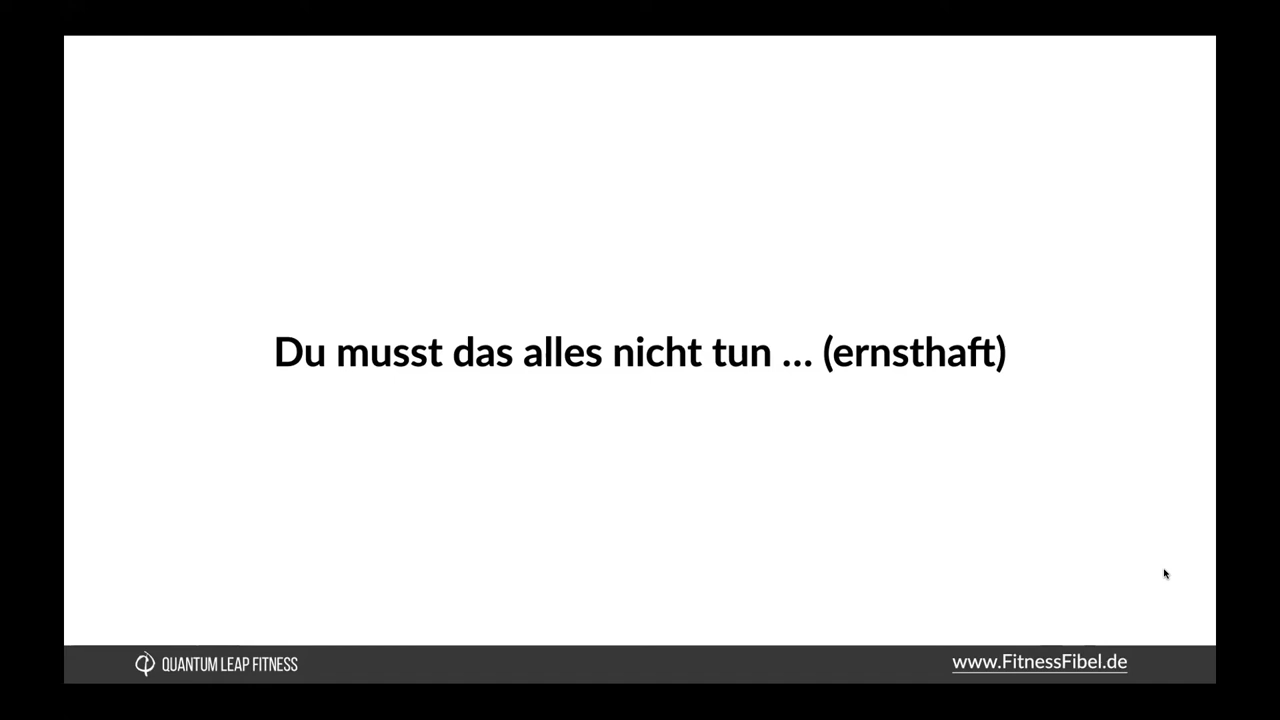 Du musst das alles nicht tun … (ernsthaft)
QUANTUM LEAP FITNESS
www.FitnessFibel.de